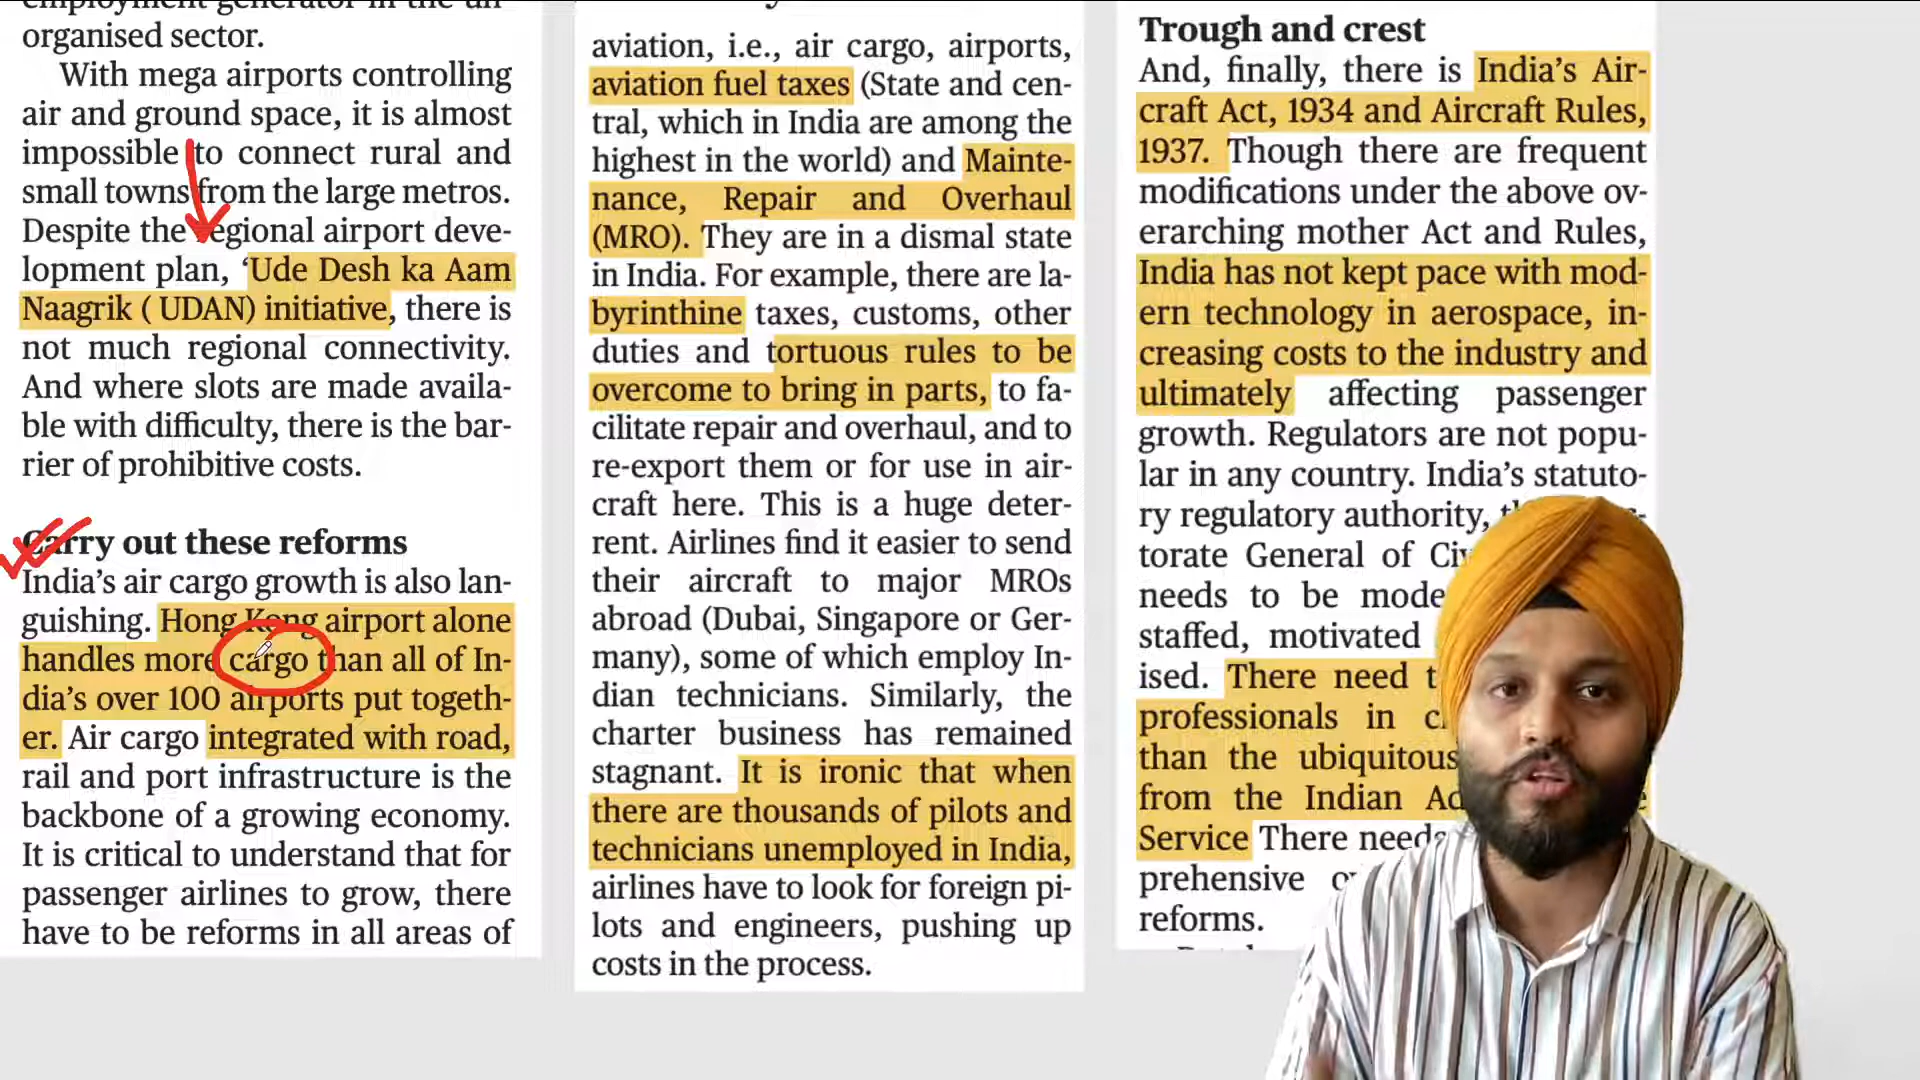 employment generator in the un-
organised sector.
With mega airports controlling
air and ground space, it is almost
impossible to connect rural and
small towns from the large metros.
Despite the regional airport deve-
lopment plan, ‘Ude Desh ka Aam
Naagrik ( UDAN) initiative, there is
not much regional connectivity.
And where slots are made availa-
ble with difficulty, there is the bar-
rier of prohibitive costs.
Carry out these reforms
India’s air cargo growth is also lan-
guishing. Hong Kong airport alone
handles more cargo than all of In-
dia’s over 100 airports put togeth-
er. Air cargo integrated with road,
rail and port infrastructure is the
backbone of a growing economy.
It is critical to understand that for
passenger airlines to grow, there
have to be reforms in all areas of
aviation, i.e., air cargo, airports,
aviation fuel taxes (State and cen-
tral, which in India are among the
highest in the world) and Mainte-
nance, Repair and Overhaul
(MRO). They are in a dismal state
in India. For example, there are la-
byrinthine taxes, customs, other
duties and tortuous rules to be
overcome to bring in parts, to fa-
cilitate repair and overhaul, and to
re-export them or for use in air-
craft here. This is a huge deter-
rent. Airlines find it easier to send
their aircraft to major MROs
abroad (Dubai, Singapore or Ger-
many), some of which employ In-
dian technicians. Similarly, the
charter business has remained
stagnant. It is ironic that when
there are thousands of pilots and
technicians unemployed in India,
airlines have to look for foreign pi-
lots and engineers, pushing up
costs in the process.
Trough and crest
And, finally, there is India’s Air-
craft Act, 1934 and Aircraft Rules,
1937. Though there are frequent
modifications under the above ov-
erarching mother Act and Rules,
India has not kept pace with mod-
ern technology in aerospace, in-
creasing costs to the industry and
ultimately affecting passenger
growth. Regulators are not popu-
lar in any country. India’s statuto-
ry regulatory authority,
torate General of
needs to be
staffed, motivated
ised. There need
professionals in
than the ubiquitous
from the Indian
Service There
prehensive
reforms.